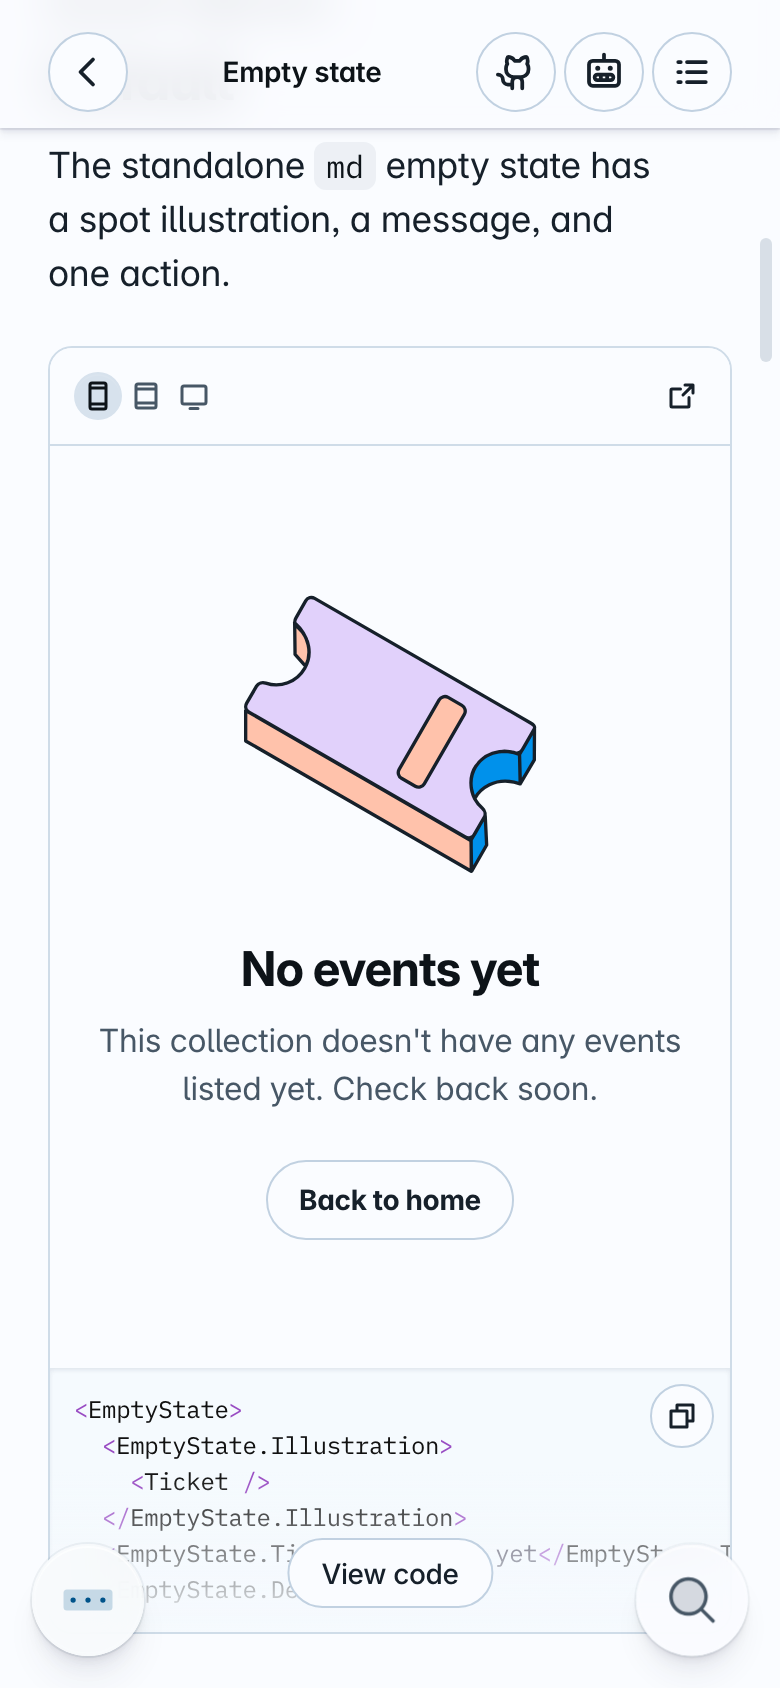 Empty state
The standalone md empty state has
a spot illustration, a message, and
one action.
No events yet
This collection doesn't have any events
listed yet. Check back soon.
Back to home
<EmptyState>
<EmptyState.Illustration>
<Ticket />
</EmptyState.Illustration>
yet</
View code